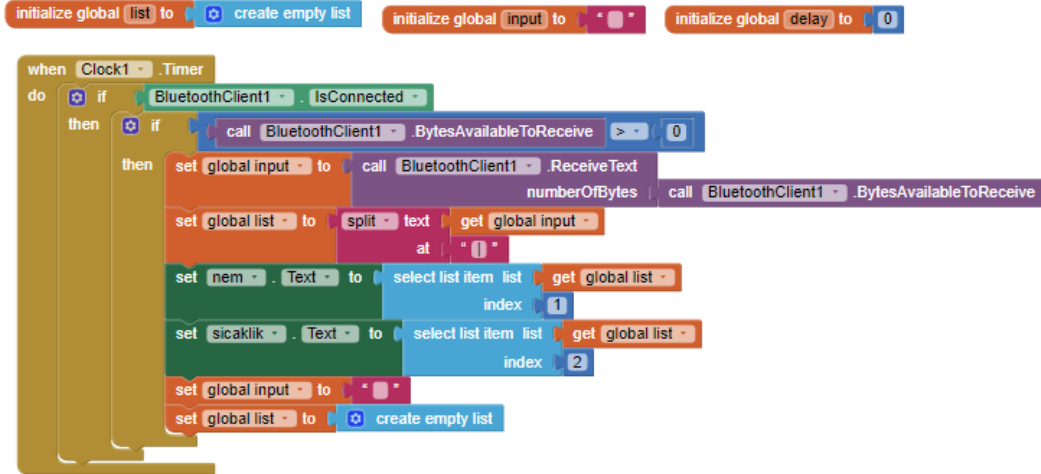 initialize global list to create empty list
initialize global input to " "
initialize global delay to 0
when Clock1 .Timer
do if BluetoothClient1 . IsConnected
then if call BluetoothClient1 .BytesAvailableToReceive > 0
then set global input to call BluetoothClient1 .ReceiveText
numberOfBytes call BluetoothClient1 .BytesAvailableToReceive
set global list to split text get global input
at "|"
set nem . Text to select list item list get global list
index 1
set sicaklik . Text to select list item list get global list
index 2
set global input to " "
set global list to create empty list